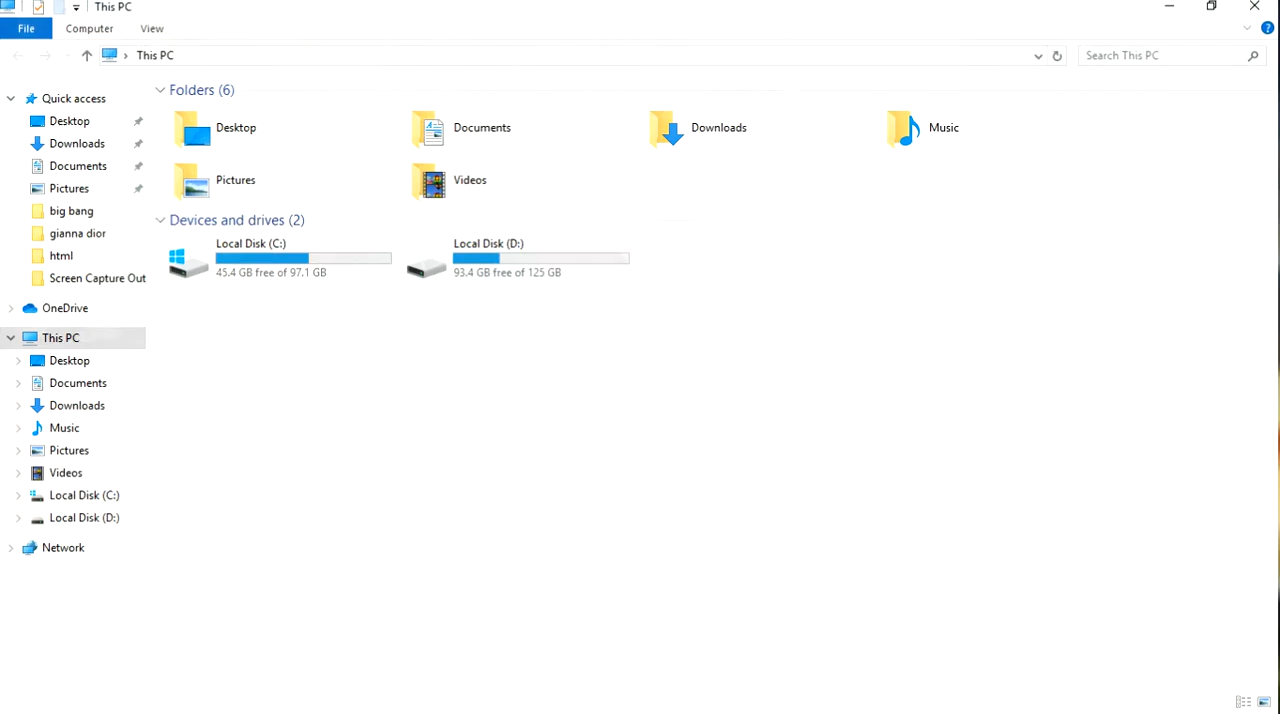 This PC
File Computer View
This PC
Search This PC
Quick access
Desktop
Downloads
Documents
Pictures
big bang
gianna dior
html
Screen Capture Out
OneDrive
This PC
Desktop
Documents
Downloads
Music
Pictures
Videos
Local Disk (C:)
Local Disk (D:)
Network
Folders (6)
Desktop Documents Downloads Music
Pictures Videos
Devices and drives (2)
Local Disk (C:) Local Disk (D:)
45.4 GB free of 97.1 GB 93.4 GB free of 125 GB